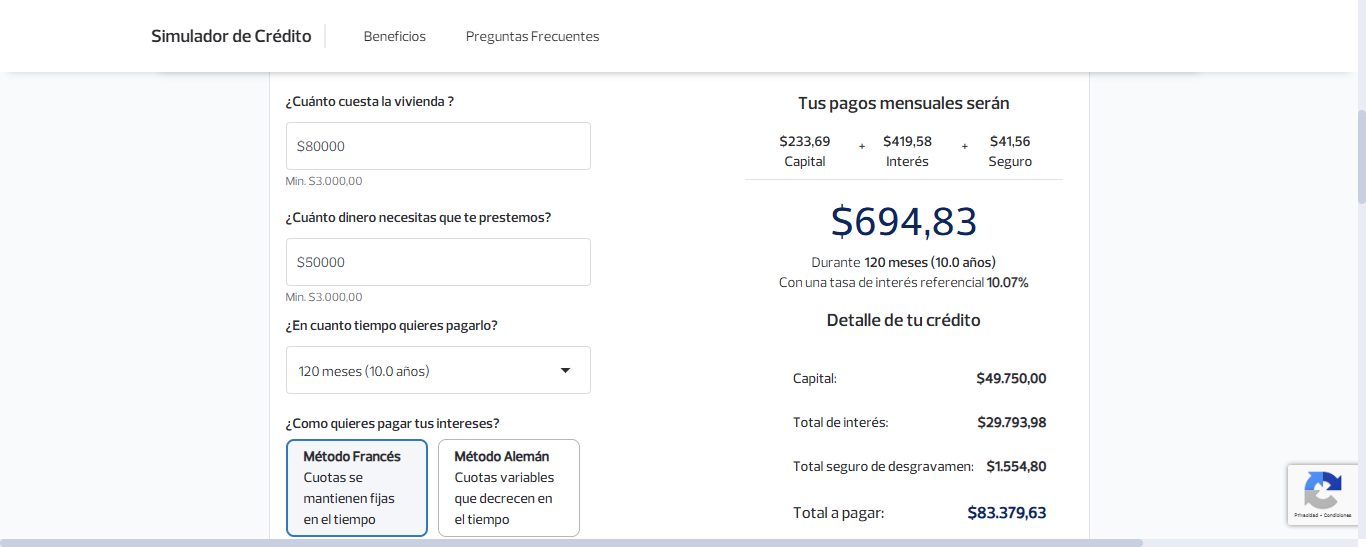 Simulador de Crédito
Beneficios
Preguntas Frecuentes
¿Cuánto cuesta la vivienda ?
$80000
Min. $3.000,00
¿Cuánto dinero necesitas que te prestemos?
$50000
Min. $3.000,00
¿En cuanto tiempo quieres pagarlo?
120 meses (10.0 años)
¿Como quieres pagar tus intereses?
Método Francés
Cuotas se
mantienen fijas
en el tiempo
Método Alemán
Cuotas variables
que decrecen en
el tiempo
Tus pagos mensuales serán
$233,69 + $419,58 + $41,56
Capital Interés Seguro
$694,83
Durante 120 meses (10.0 años)
Con una tasa de interés referencial 10.07%
Detalle de tu crédito
Capital: $49.750,00
Total de interés: $29.793,98
Total seguro de desgravamen: $1.554,80
Total a pagar: $83.379,63
Privacidad - Condiciones